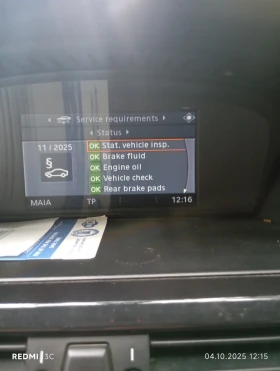 Service requirements
Status
11 / 2025
§
OK Stat. vehicle insp.
OK Brake fluid
OK Engine oil
OK Vehicle check
OK Rear brake pads
MAIA TP 12:16
REDMI 3C
04.10.2025 12:15